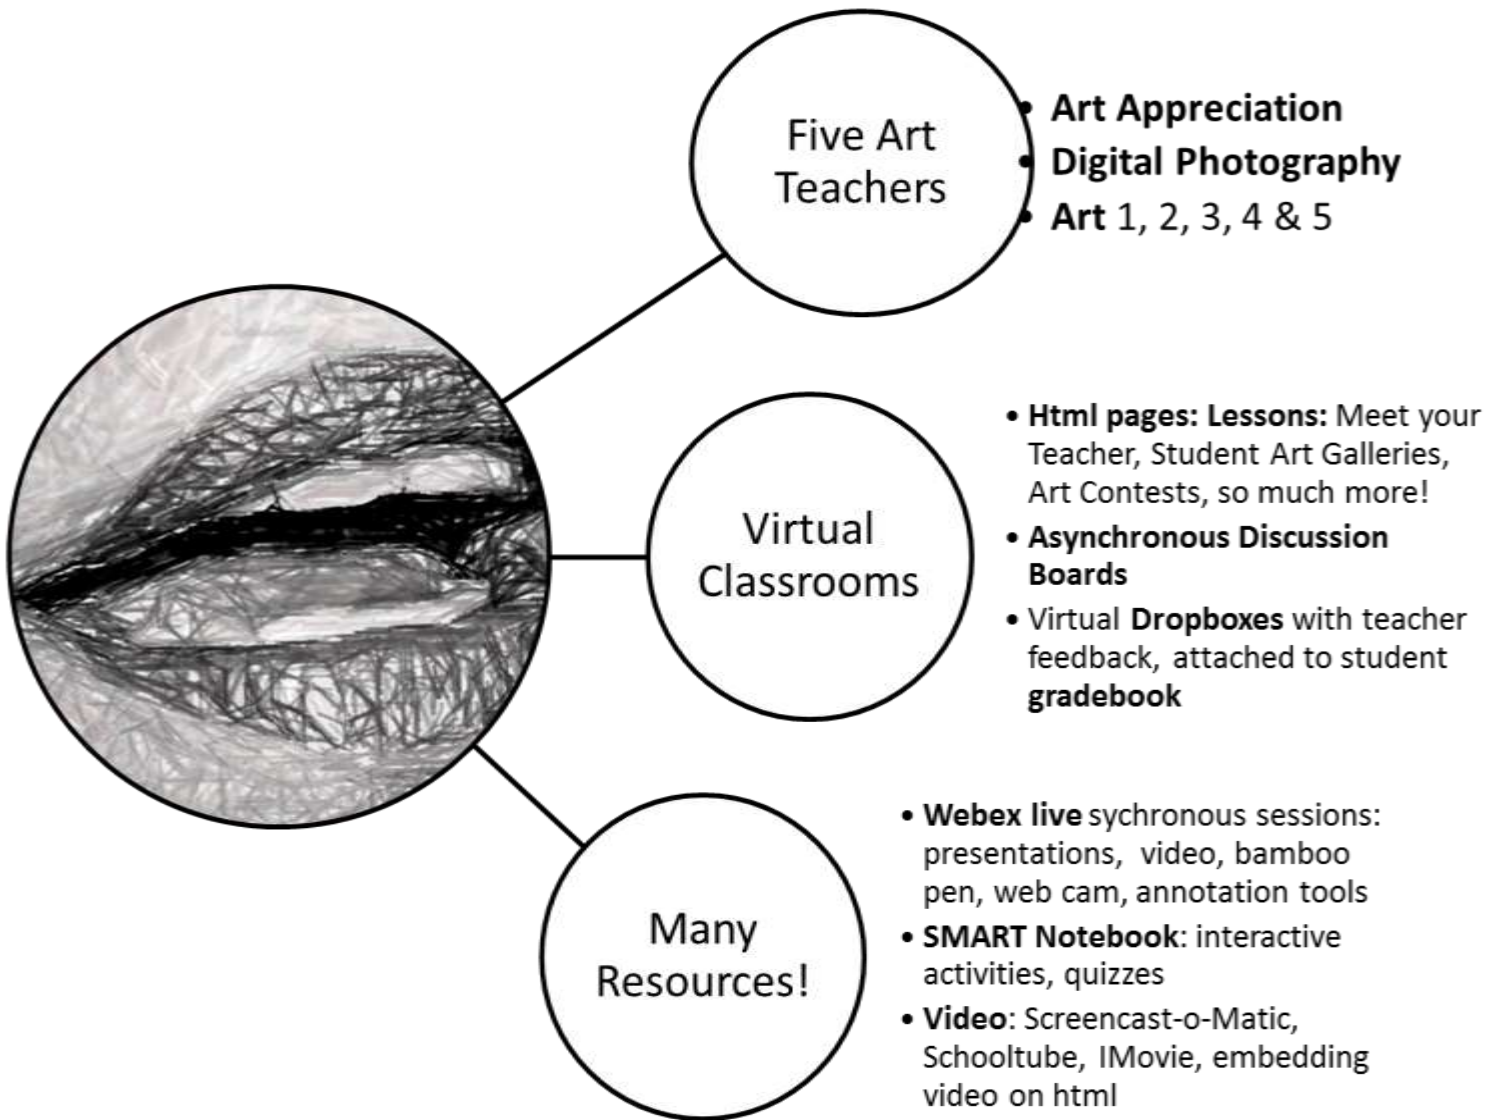 Five Art
Teachers
• Art Appreciation
• Digital Photography
• Art 1, 2, 3, 4 & 5
Virtual
Classrooms
• Html pages: Lessons: Meet your
Teacher, Student Art Galleries,
Art Contests, so much more!
• Asynchronous Discussion
Boards
• Virtual Dropboxes with teacher
feedback, attached to student
gradebook
Many
Resources!
• Webex live sychronous sessions:
presentations, video, bamboo
pen, web cam, annotation tools
• SMART Notebook: interactive
activities, quizzes
• Video: Screencast-o-Matic,
Schooltube, IMovie, embedding
video on html